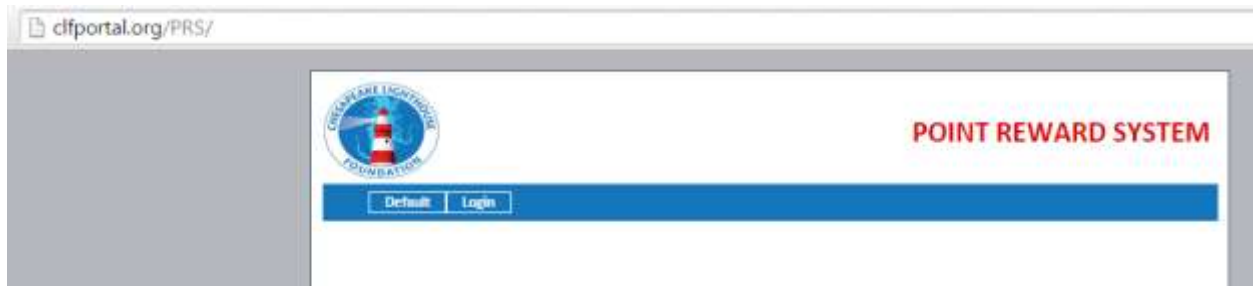 clfportal.org/PRS/
CHESAPEAKE LIGHTHOUSE
FOUNDATION
POINT REWARD SYSTEM
Default
Login